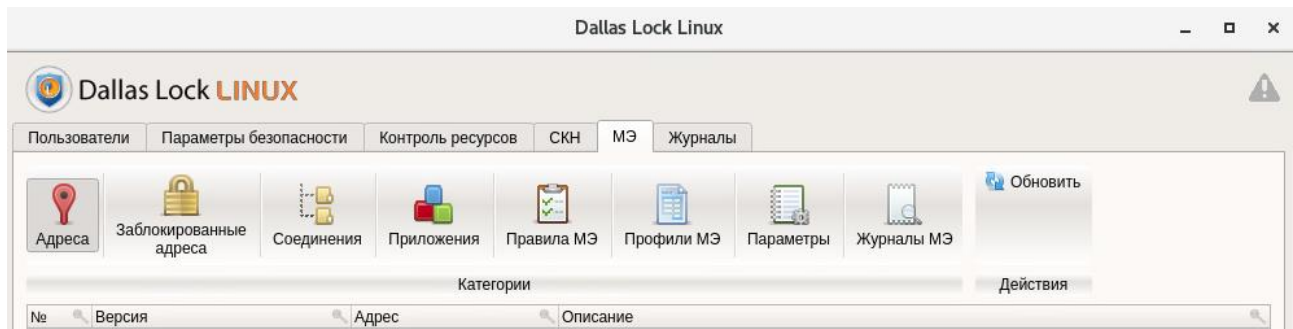 Dallas Lock Linux
Dallas Lock LINUX
Пользователи Параметры безопасности Контроль ресурсов СКН МЭ Журналы
Адреса Заблокированные адреса Соединения Приложения Правила МЭ Профили МЭ Параметры Журналы МЭ Обновить
Категории Действия
№ Версия Адрес Описание